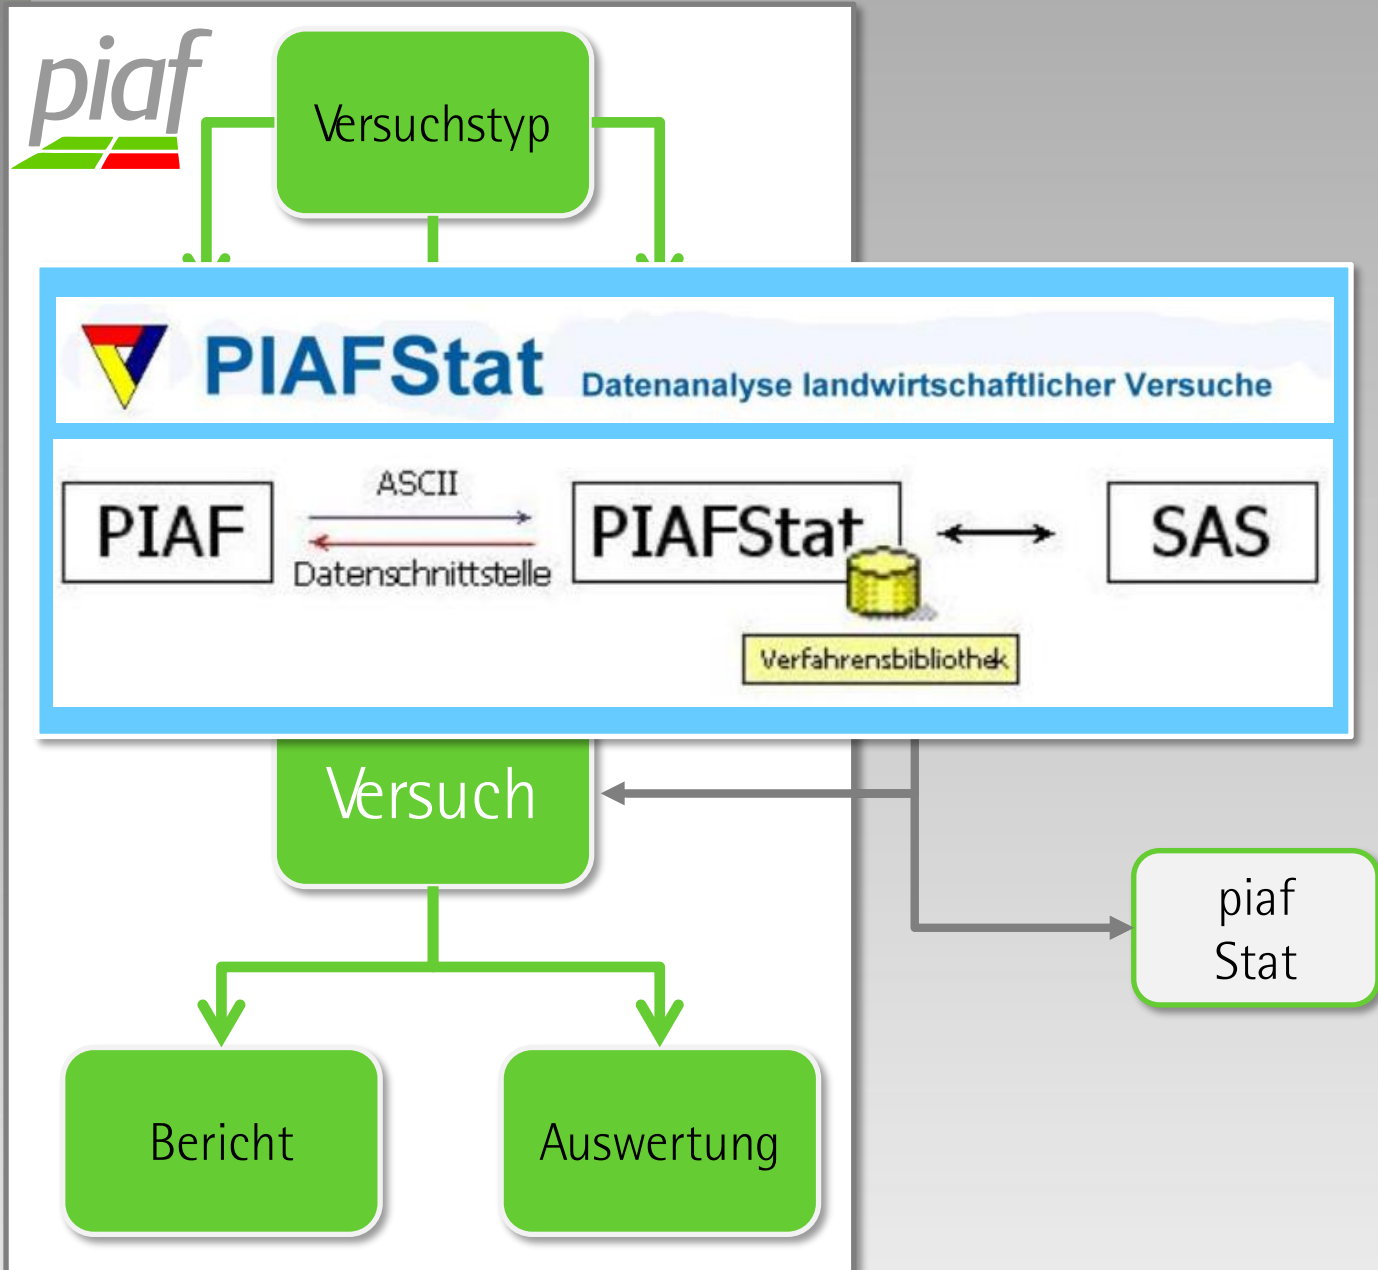 piaf
Versuchstyp
PIAFStat Datenanalyse landwirtschaftlicher Versuche
ASCII
PIAF
PIAFStat
SAS
Datenschnittstelle
Verfahrensbibliothek
Versuch
piaf
Stat
Bericht
Auswertung